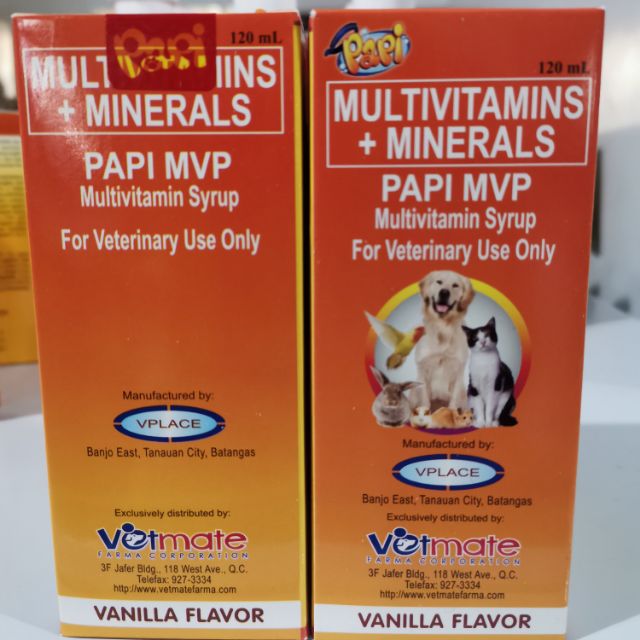 Papi
120 mL
MULTIVITAMINS
+ MINERALS
PAPI MVP
Multivitamin Syrup
For Veterinary Use Only
Manufactured by:
VPLACE
Banjo East, Tanauan City, Batangas
Exclusively distributed by:
Vetmate
FARMA CORPORATION
3F Jafer Bldg., 118 West Ave., Q.C.
Telefax: 927-3334
http://www.vetmatefarma.com
VANILLA FLAVOR
Papi
120 mL
MULTIVITAMINS
+ MINERALS
PAPI MVP
Multivitamin Syrup
For Veterinary Use Only
Manufactured by:
VPLACE
Banjo East, Tanauan City, Batangas
Exclusively distributed by:
Vetmate
FARMA CORPORATION
3F Jafer Bldg., 118 West Ave., Q.C.
Telefax: 927-9334
http://www.vetmatefarma.com
VANILLA FLAVOR